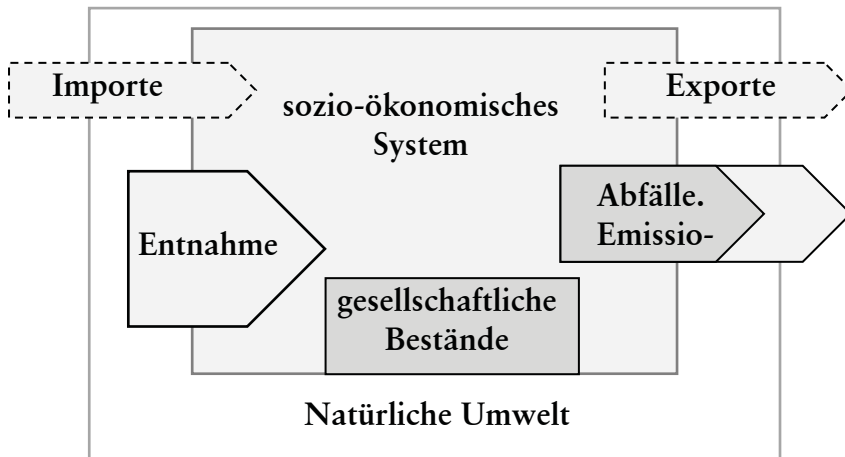 Importe
Exporte
sozio-ökonomisches
System
Abfälle.
Emissio-
Entnahme
gesellschaftliche
Bestände
Natürliche Umwelt